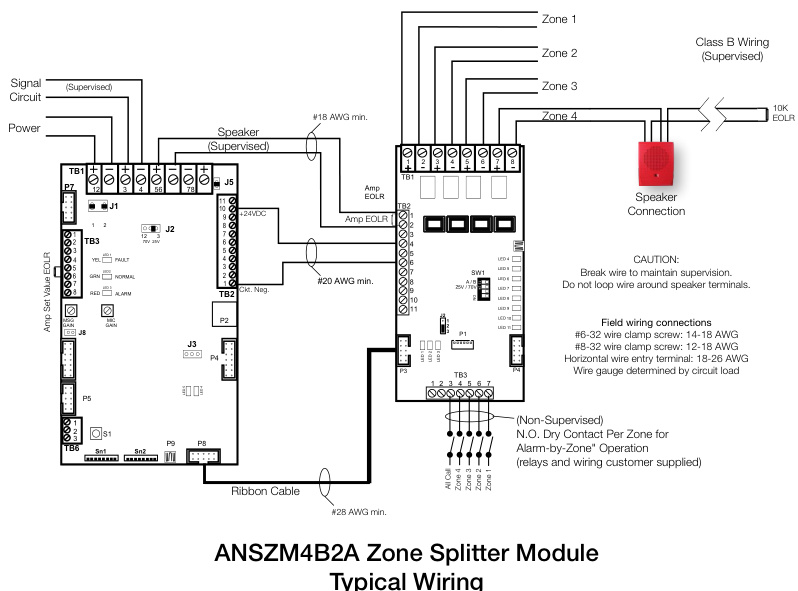 Zone 1
Zone 2
Zone 3
Zone 4
Class B Wiring
(Supervised)
10K
EOLR
Signal
Circuit
(Supervised)
Power
#18 AWG min.
Speaker
(Supervised)
TB1
+ − + − + − − +
12 3 4 56 78
P7
J5
J1
1 2
J2
12 3
70V 25V
TB3
1
2
3
4
5
6
7
8
YEL FAULT
GRN NORMAL
RED ALARM
Amp Set Value EOLR
MSG
GAIN
MIC
GAIN
J8
P5
TB6
1
2
3
S1
Sn1
Sn2
P9
P8
J3
P4
P2
TB2
11
10
9
8
7
6
5
4
3
2
1
+24VDC
Ckt. Neg.
#20 AWG min.
Amp
EOLR
Amp EOLR
1 2 3 4 5 6 7 8
+ - + - + - + -
TB1
TB2
1
2
3
4
5
6
7
8
9
10
11
LED 4
LED 5
LED 6
LED 7
LED 8
LED 9
LED 10
LED 11
SW1
A / B
25V / 70V
P1
P3
P4
LED 1
LED 2
LED 3
TB3
1 2 3 4 5 6 7
All Call
Zone 4
Zone 3
Zone 2
Zone 1
(Non-Supervised)
N.O. Dry Contact Per Zone for
Alarm-by-Zone" Operation
(relays and wiring customer supplied)
Ribbon Cable
#28 AWG min.
Speaker
Connection
CAUTION:
Break wire to maintain supervision.
Do not loop wire around speaker terminals.
Field wiring connections
#6-32 wire clamp screw: 14-18 AWG
#8-32 wire clamp screw: 12-18 AWG
Horizontal wire entry terminal: 18-26 AWG
Wire gauge determined by circuit load
ANSZM4B2A Zone Splitter Module
Typical Wiring